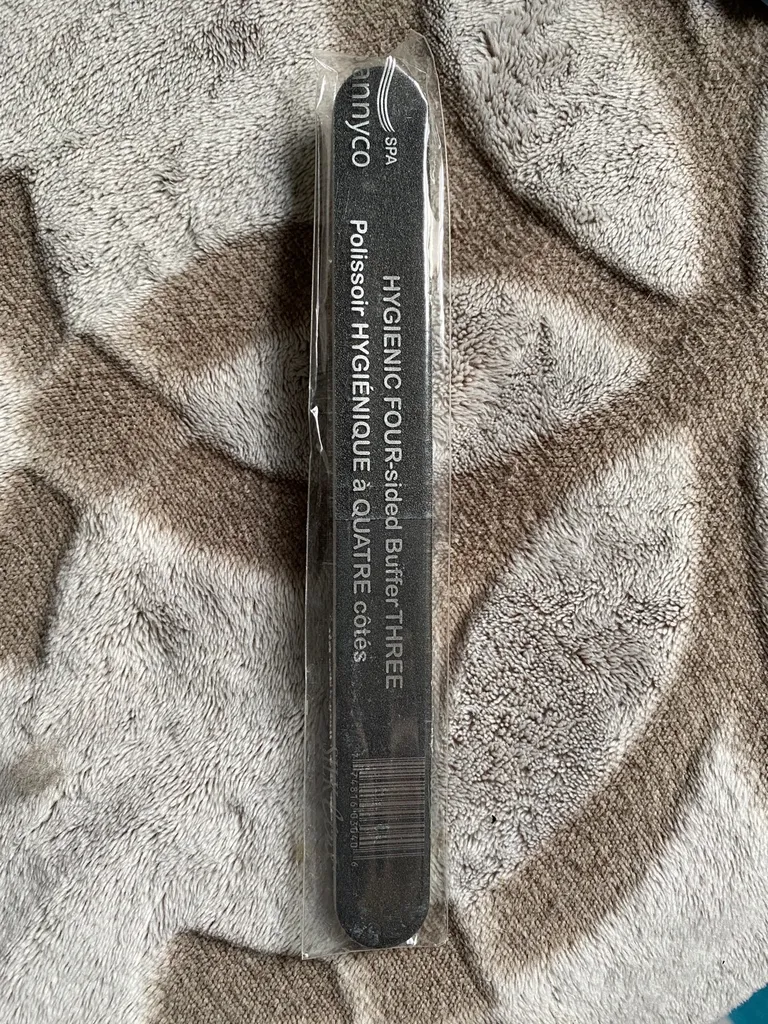 annyco
SPA
HYGIENIC FOUR-sided Buffer THREE
Polissoir HYGIÉNIQUE à QUATRE côtés